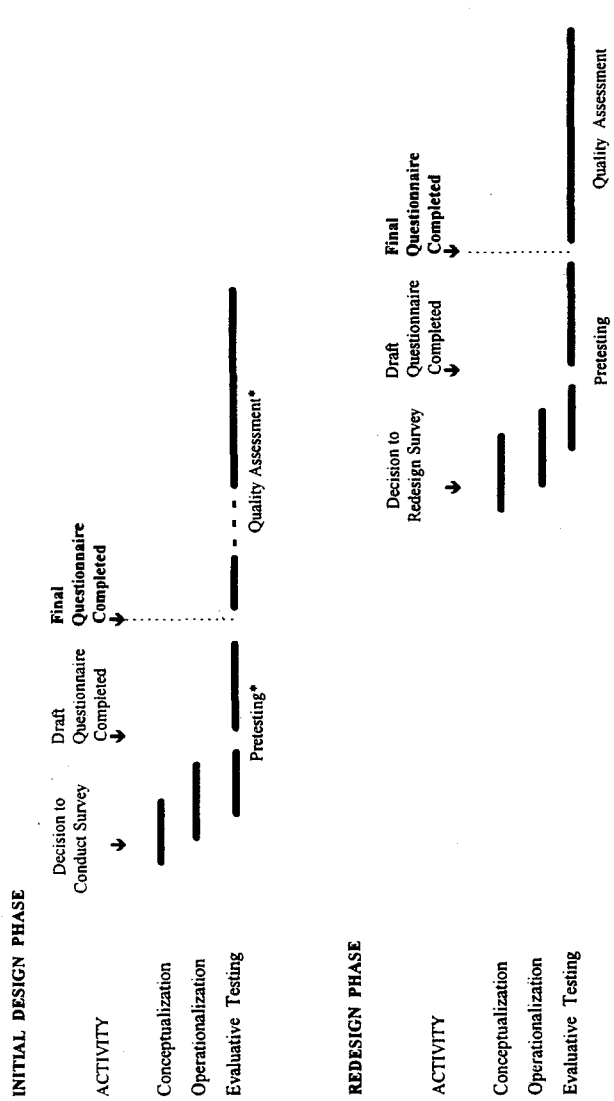 INITIAL DESIGN PHASE
Decision to
Conduct Survey
Draft
Questionnaire
Completed
Final
Questionnaire
Completed
ACTIVITY
Conceptualization
Operationalization
Evaluative Testing
Pretesting*
Quality Assessment*
REDESIGN PHASE
Decision to
Redesign Survey
Draft
Questionnaire
Completed
Final
Questionnaire
Completed
ACTIVITY
Conceptualization
Operationalization
Evaluative Testing
Pretesting
Quality Assessment